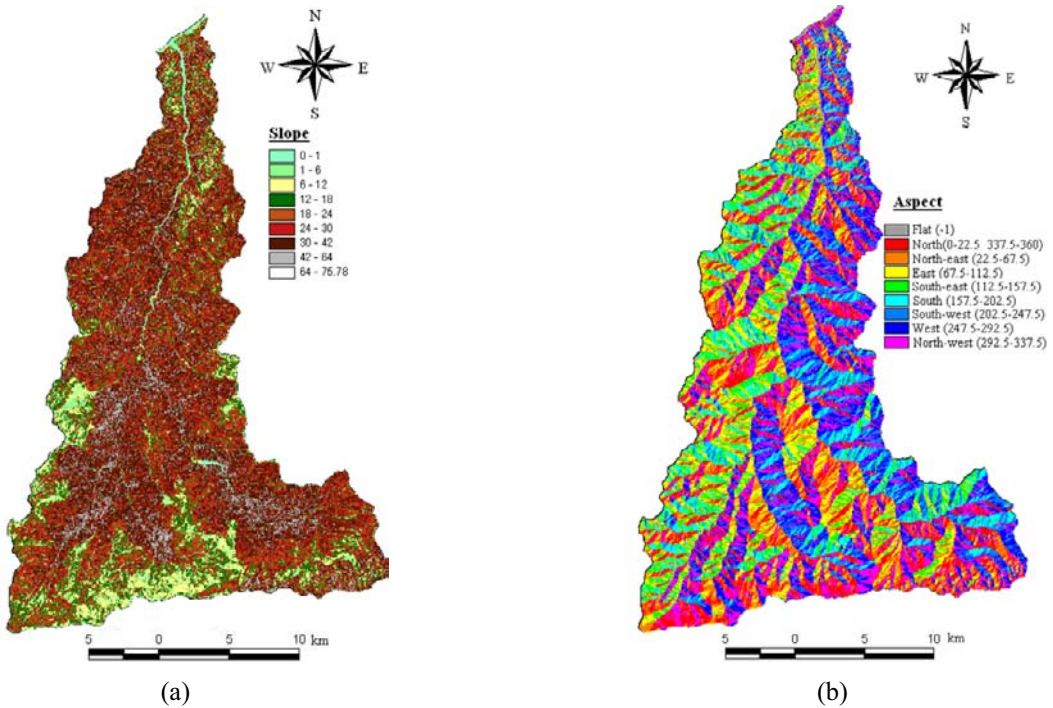 N
W E
S
Slope
0 - 1
1 - 6
6 - 12
12 - 18
18 - 24
24 - 30
30 - 42
42 - 64
64 - 75.78
5 0 5 10 km
(a)
N
W E
S
Aspect
Flat (-1)
North(0-22.5 337.5-360)
North-east (22.5-67.5)
East (67.5-112.5)
South-east (112.5-157.5)
South (157.5-202.5)
South-west (202.5-247.5)
West (247.5-292.5)
North-west (292.5-337.5)
5 0 5 10 km
(b)